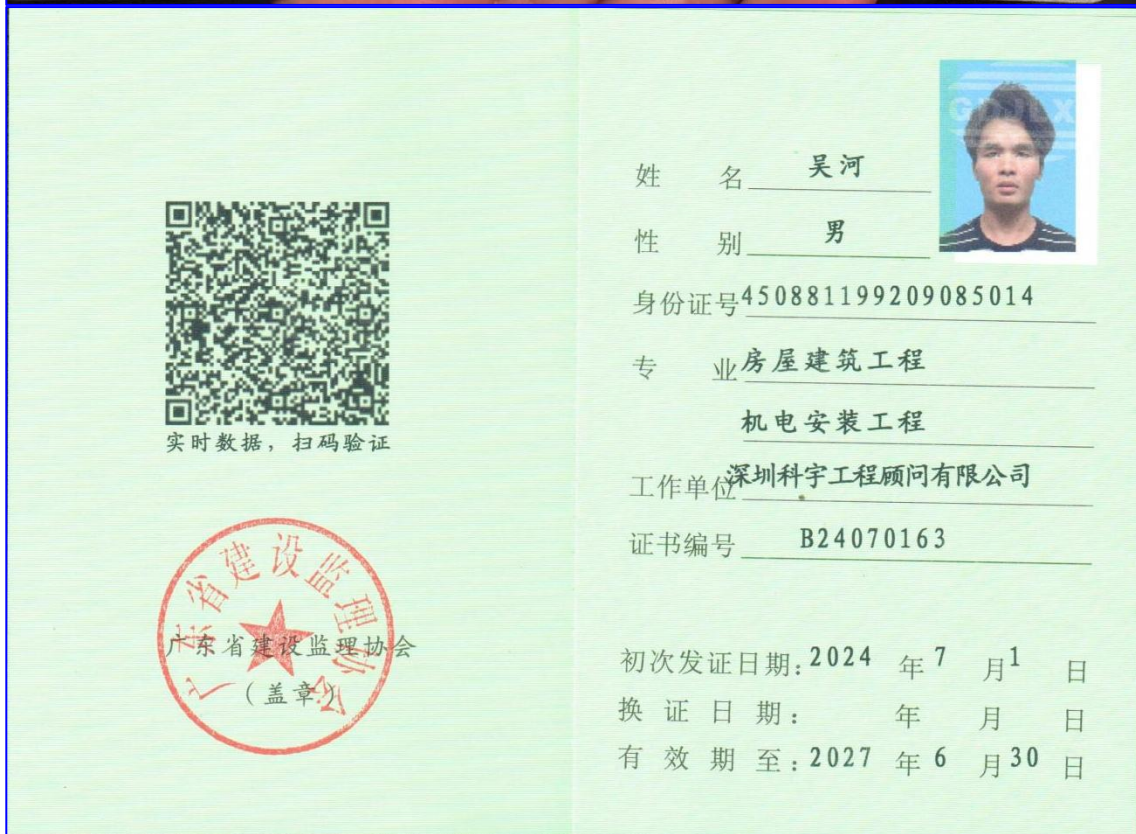 实时数据，扫码验证
广东省建设监理协会
广东省建设监理协会
（盖章）
GDJLX
姓 名 吴河
性 别 男
身份证号 450881199209085014
专 业 房屋建筑工程
机电安装工程
工作单位 深圳科宇工程顾问有限公司
证书编号 B24070163
初次发证日期：2024 年 7 月 1 日
换 证 日 期： 年 月 日
有 效 期 至：2027 年 6 月 30 日